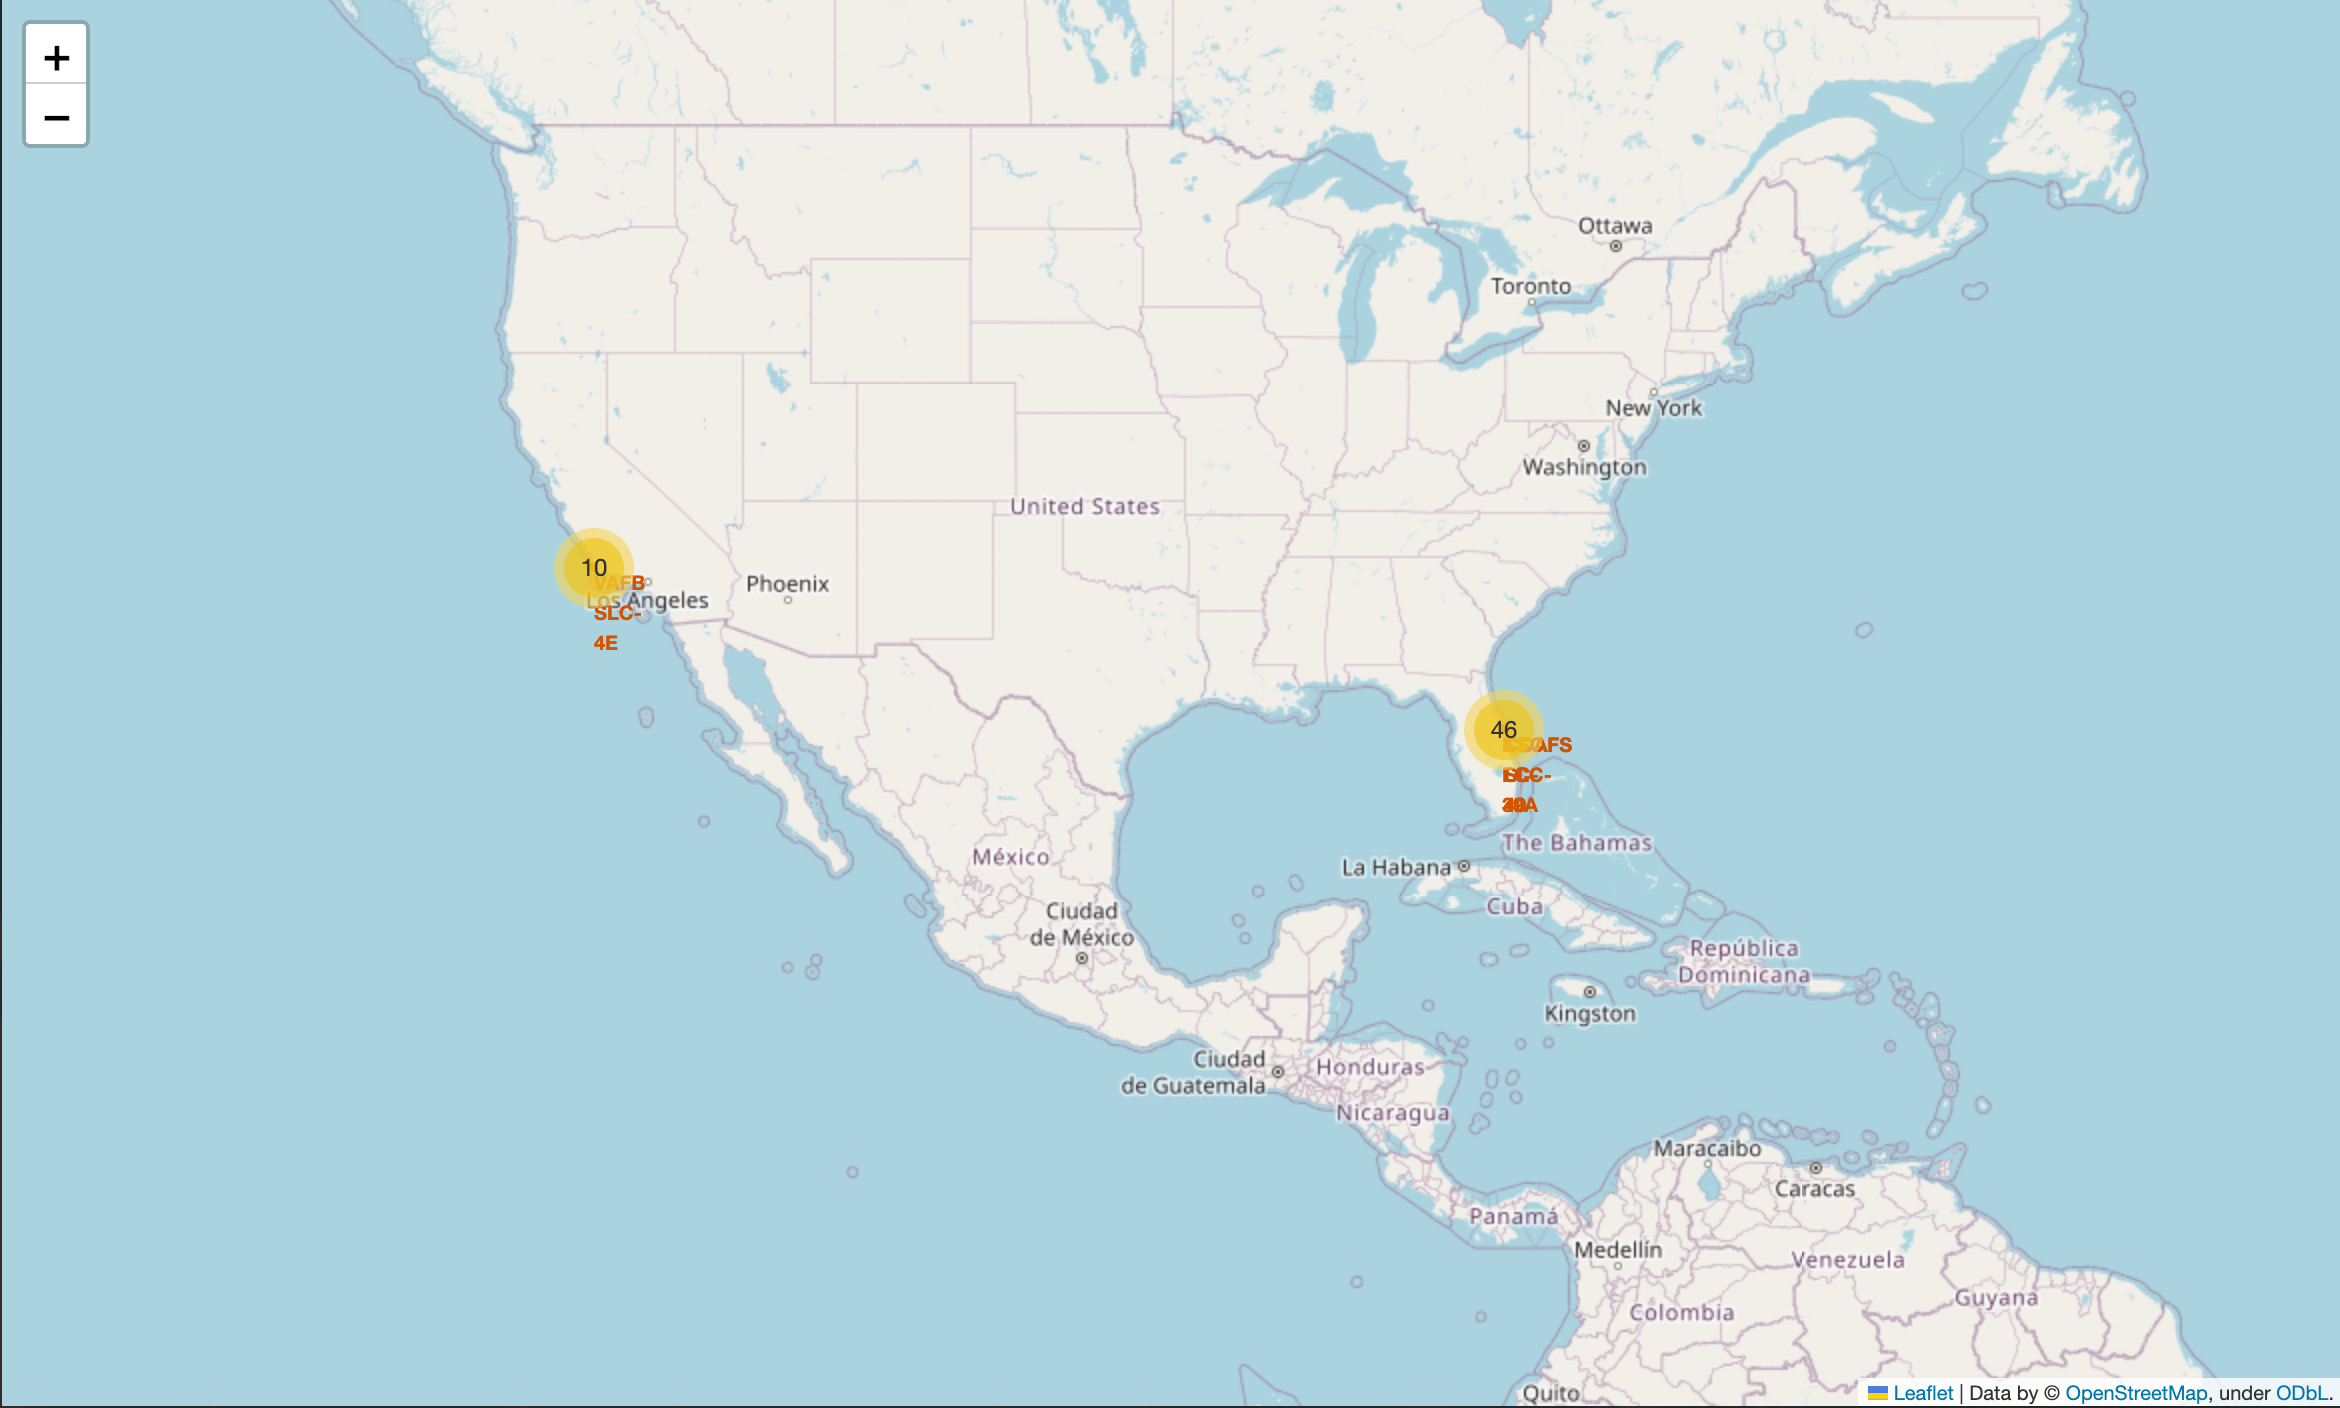 +
−
Ottawa
Toronto
New York
Washington
United States
10
VAFB
Los Angeles
SLC-
4E
Phoenix
46
México
The Bahamas
La Habana
Cuba
Ciudad
de México
República
Dominicana
Kingston
Ciudad
de Guatemala
Honduras
Nicaragua
Maracaibo
Caracas
Panamá
Medellín
Venezuela
Guyana
Colombia
Quito
Leaflet | Data by © OpenStreetMap, under ODbL.